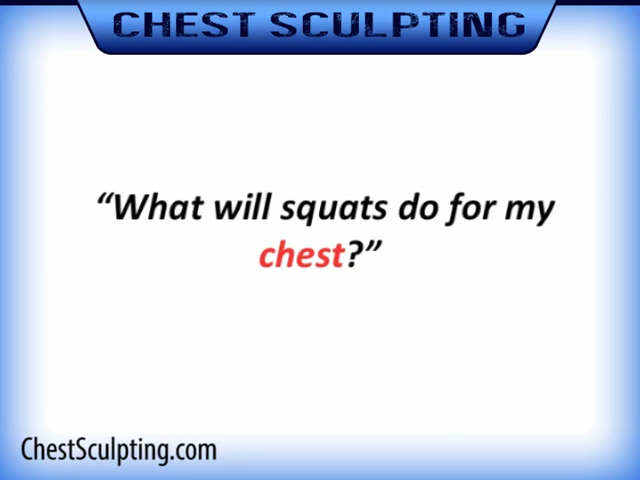 CHEST SCULPTING
“What will squats do for my
chest?”
ChestSculpting.com